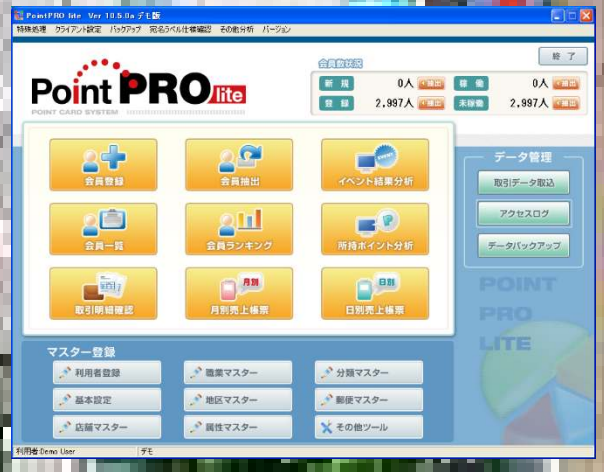 PointPRO lite Ver 10.5.0a デモ版
特殊処理 クライアント設定 バックアップ 宛名ラベル仕様確認 その他分析 バージョン
終 了
Point PRO lite
POINT CARD SYSTEM
会員数状況
新 規 0人 抽出 稼 働 0人 抽出
登 録 2,997人 抽出 未稼働 2,997人 抽出
会員登録
会員抽出
EVENT
イベント結果分析
会員一覧
会員ランキング
P
所持ポイント分析
取引明細確認
月別
月別売上帳票
日別
日別売上帳票
データ管理
取引データ取込
アクセスログ
データバックアップ
POINT
PRO
LITE
マスター登録
利用者登録
職業マスター
分類マスター
基本設定
地区マスター
郵便マスター
店舗マスター
属性マスター
その他ツール
利用者:Demo User デモ